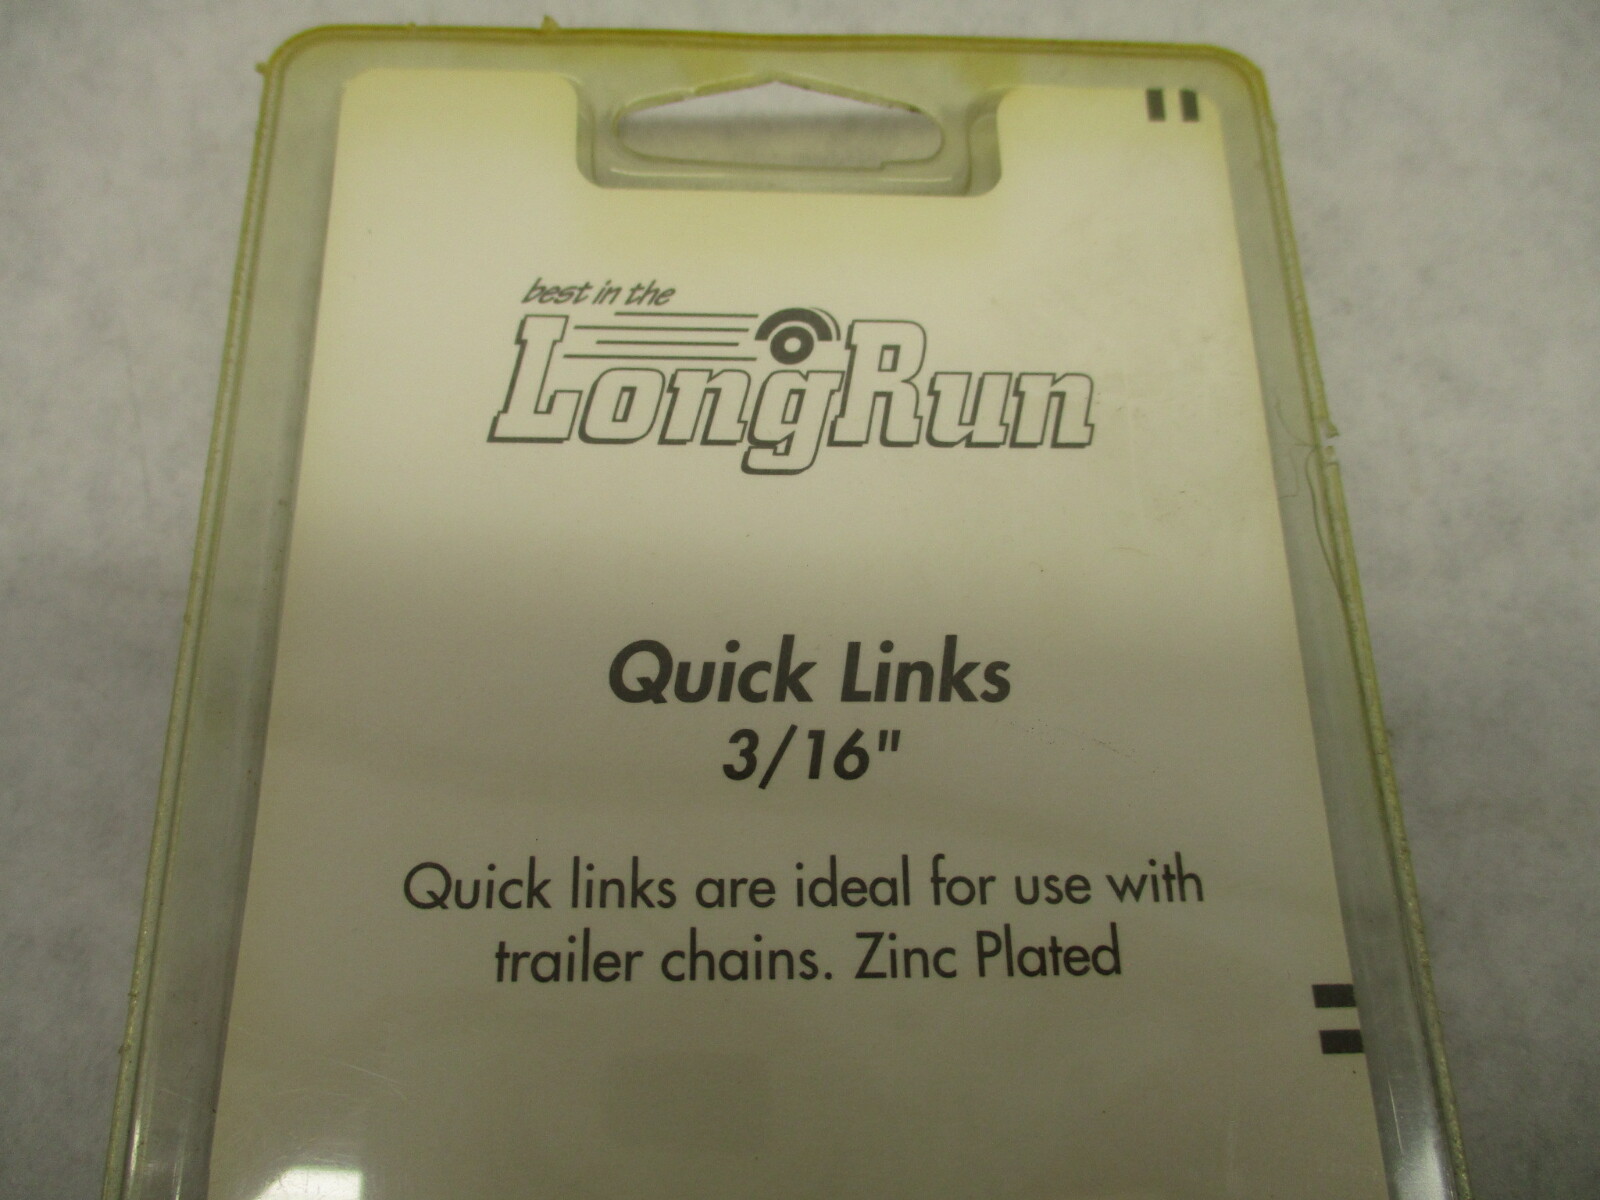 best in the
LongRun
Quick Links
3/16"
Quick links are ideal for use with
trailer chains. Zinc Plated